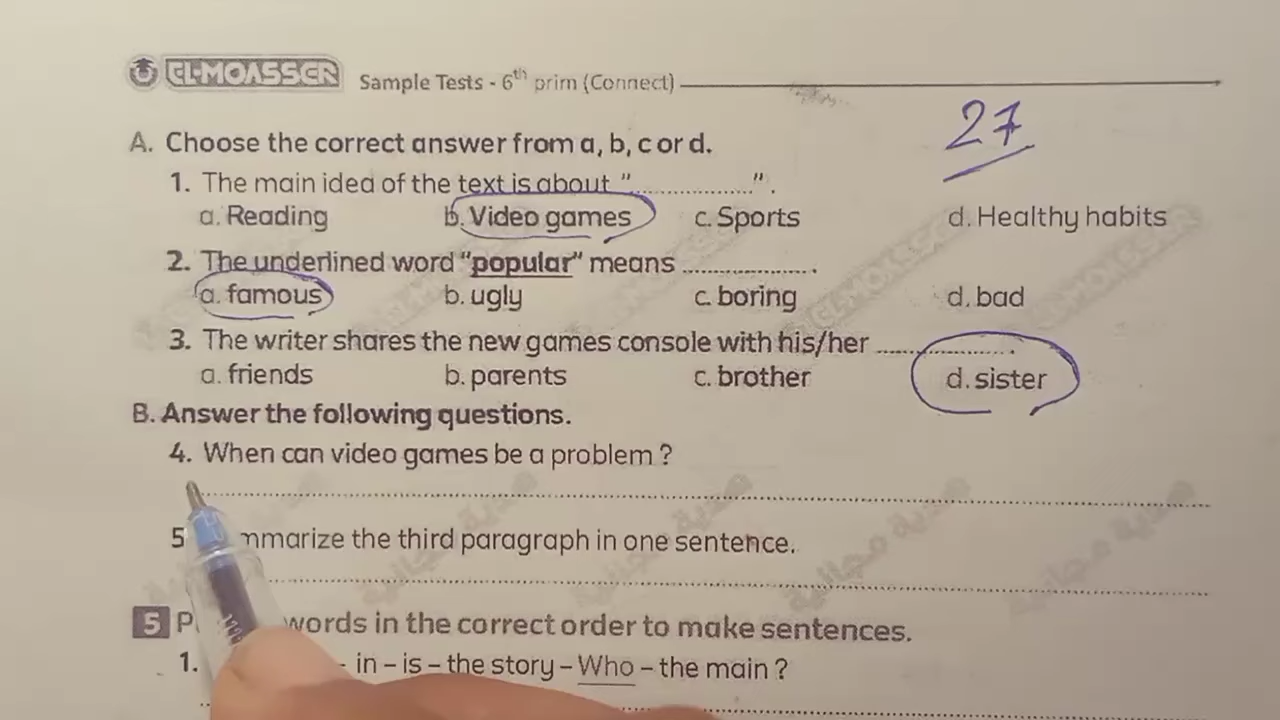 EL-MOASSER Sample Tests - 6th prim (Connect)
27
A. Choose the correct answer from a, b, c or d.
1. The main idea of the text is about "..................".
a. Reading b. Video games c. Sports d. Healthy habits
2. The underlined word "popular" means ..................... .
a. famous b. ugly c. boring d. bad
3. The writer shares the new games console with his/her ..................... .
a. friends b. parents c. brother d. sister
B. Answer the following questions.
4. When can video games be a problem ?
5 mmarize the third paragraph in one sentence.
5 P words in the correct order to make sentences.
1. – in – is – the story – Who – the main ?
EL-MOASSER
هدية مجانية